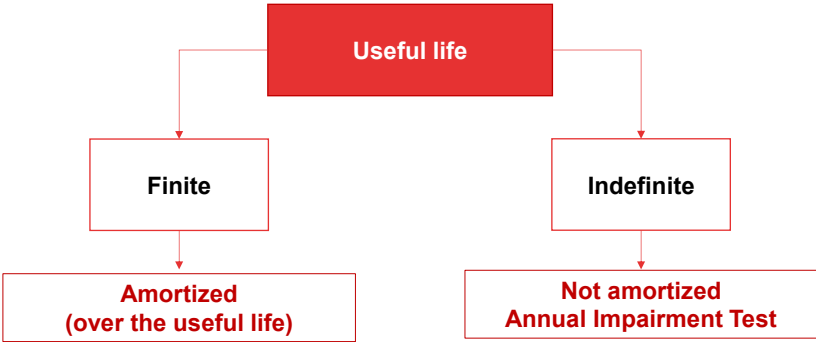 Useful life
Finite
Indefinite
Amortized
(over the useful life)
Not amortized
Annual Impairment Test